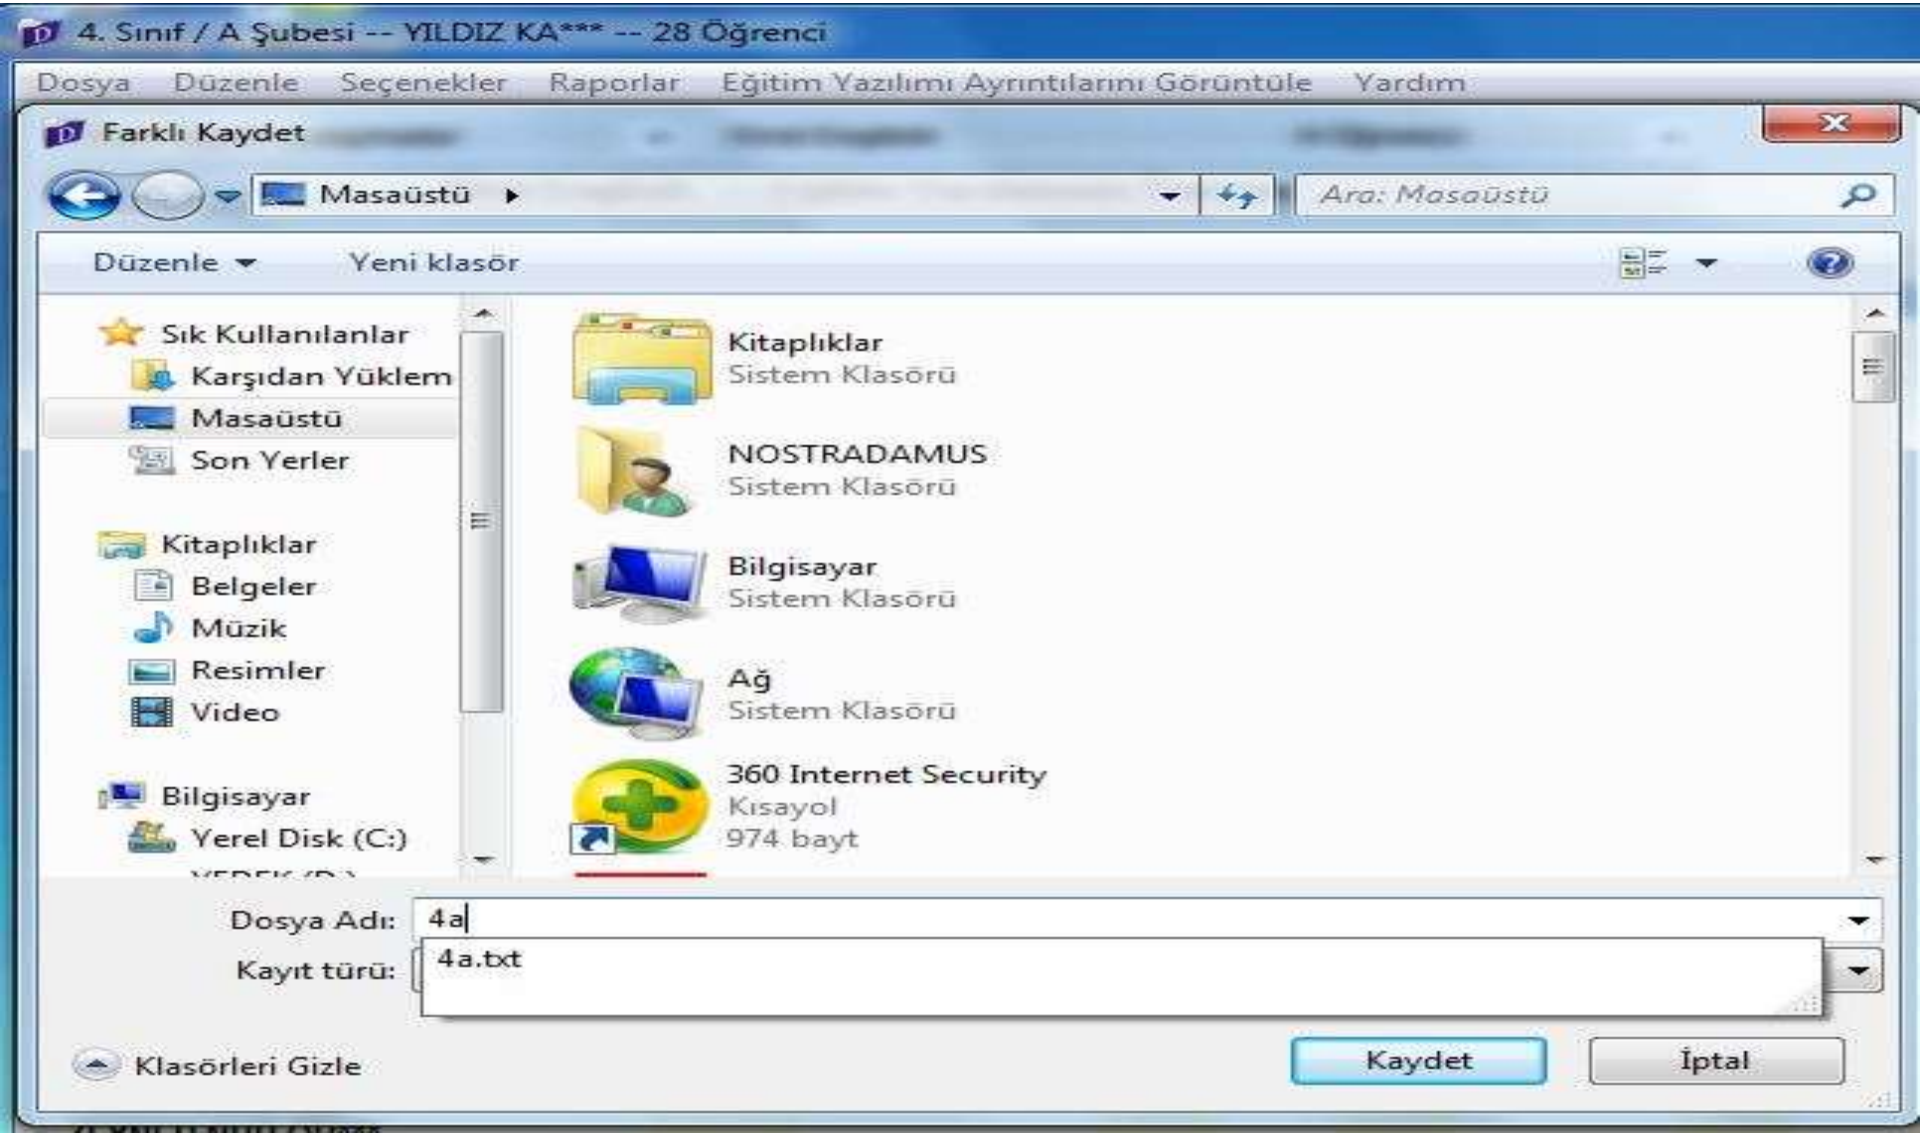 4. Sınıf / A Şubesi -- YILDIZ KA*** -- 28 Öğrenci
Dosya Düzenle Seçenekler Raporlar Eğitim Yazılımı Ayrıntılarını Görüntüle Yardım
Farklı Kaydet
Masaüstü
Ara: Masaüstü
Düzenle Yeni klasör
Sık Kullanılanlar
Karşıdan Yüklem
Masaüstü
Son Yerler
Kitaplıklar
Belgeler
Müzik
Resimler
Video
Bilgisayar
Yerel Disk (C:)
Kitaplıklar
Sistem Klasörü
NOSTRADAMUS
Sistem Klasörü
Bilgisayar
Sistem Klasörü
Ağ
Sistem Klasörü
360 Internet Security
Kısayol
974 bayt
Dosya Adı: 4a
Kayıt türü:
4a.txt
Klasörleri Gizle
Kaydet
İptal